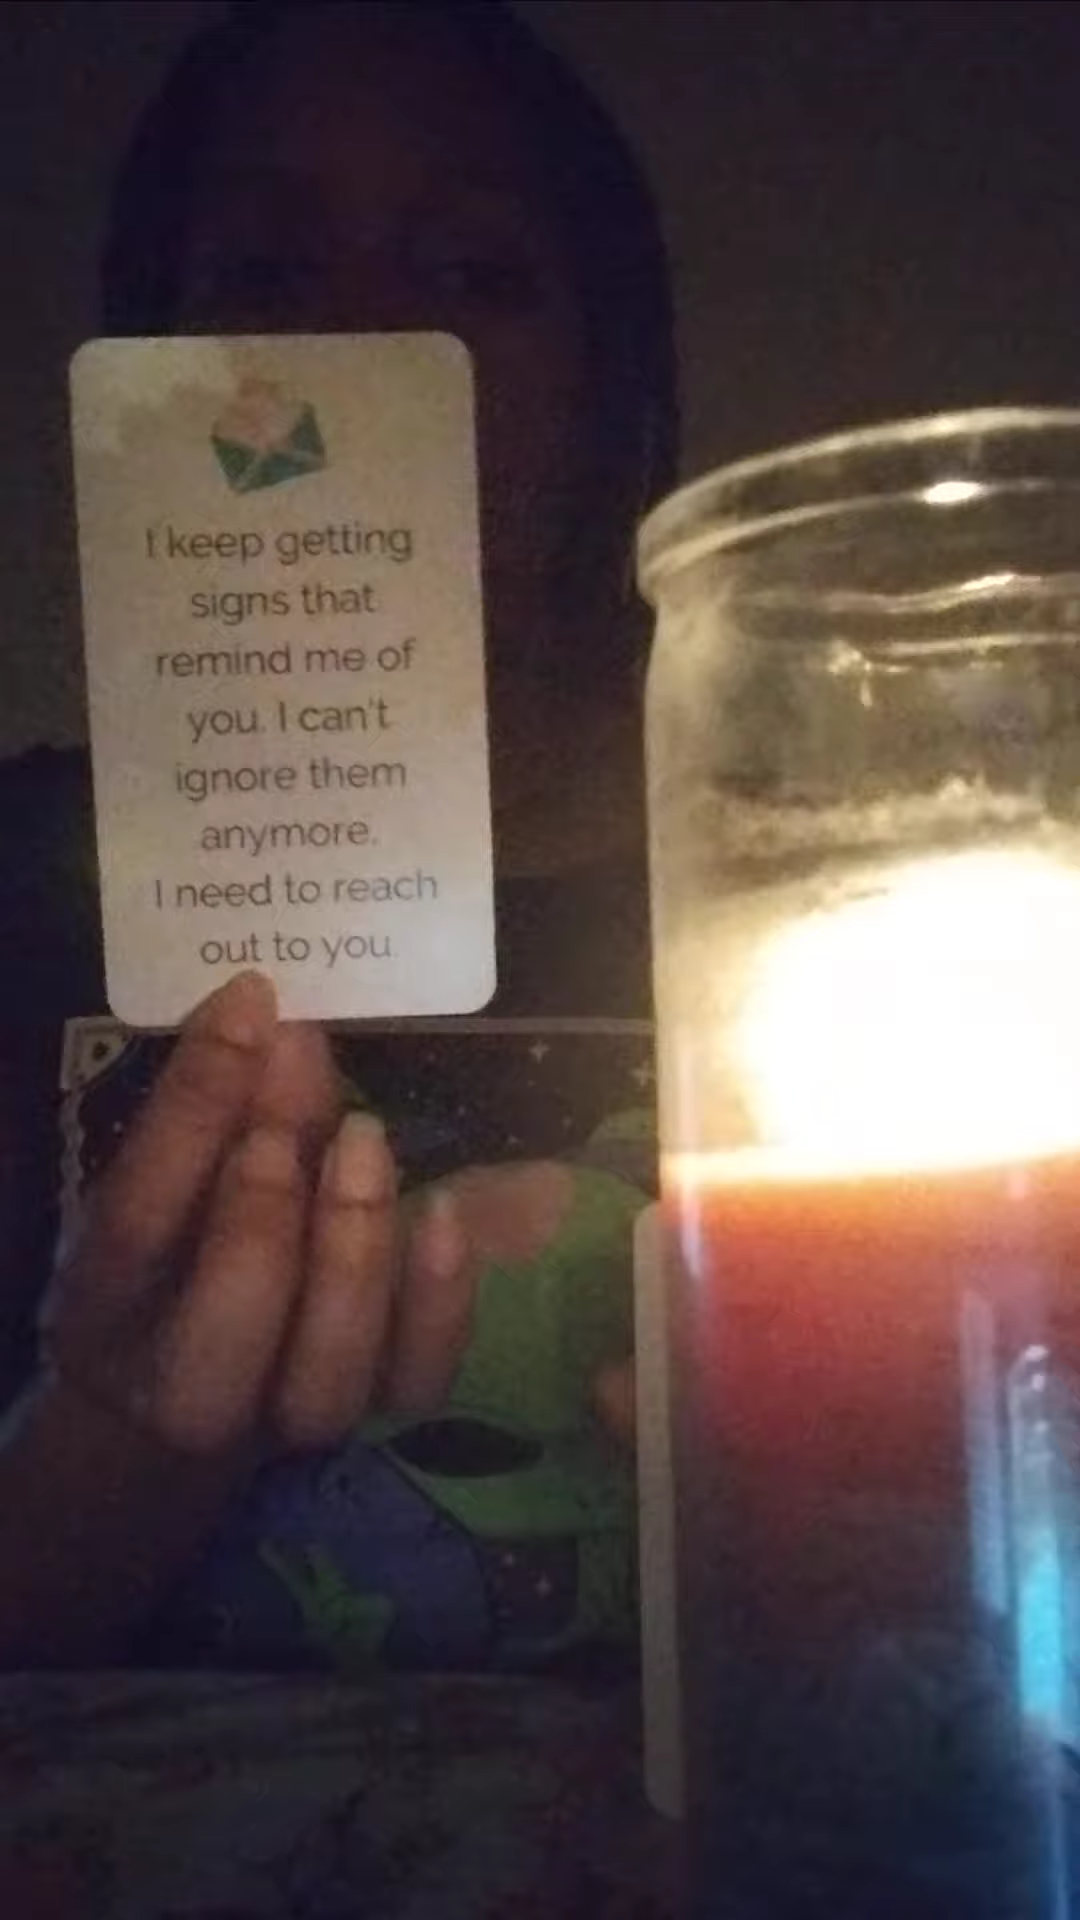 I keep getting
signs that
remind me of
you. I can't
ignore them
anymore.
I need to reach
out to you.